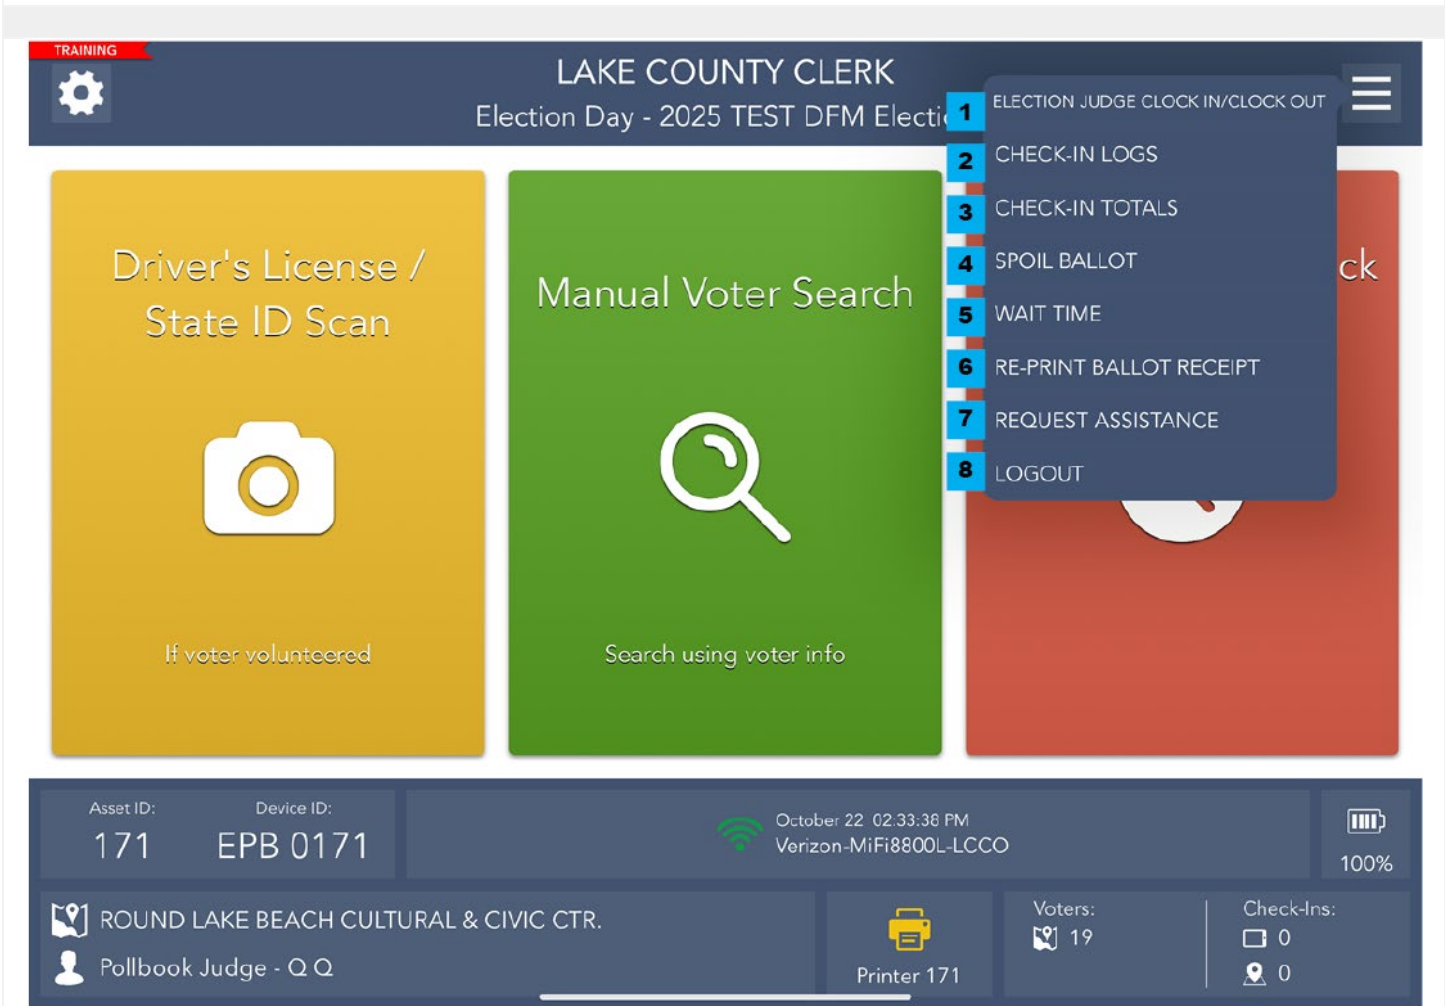 TRAINING
LAKE COUNTY CLERK
Election Day - 2025 TEST DFM
1 ELECTION JUDGE CLOCK IN/CLOCK OUT
2 CHECK-IN LOGS
3 CHECK-IN TOTALS
4 SPOIL BALLOT
5 WAIT TIME
6 RE-PRINT BALLOT RECEIPT
7 REQUEST ASSISTANCE
8 LOGOUT
Driver's License /
State ID Scan
If voter volunteered
Manual Voter Search
Search using voter info
ck
Asset ID:
171
Device ID:
EPB 0171
October 22 02:33:38 PM
Verizon-MiFi8800L-LCCO
100%
ROUND LAKE BEACH CULTURAL & CIVIC CTR.
Pollbook Judge - Q Q
Printer 171
Voters:
19
Check-Ins:
0
0